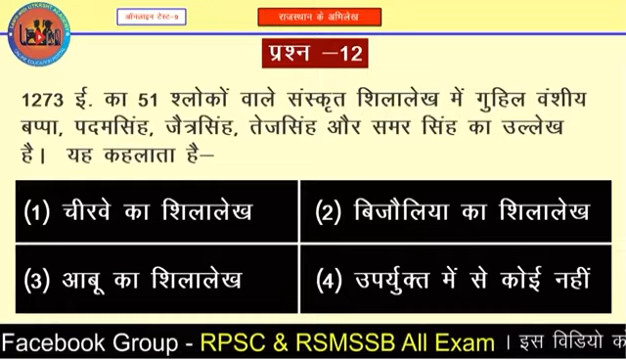 ऑनलाइन टेस्ट-9
राजस्थान के अभिलेख
प्रश्न –12
1273 ई. का 51 श्लोकों वाले संस्कृत शिलालेख में गुहिल वंशीय
बप्पा, पदमसिंह, जैत्रसिंह, तेजसिंह और समर सिंह का उल्लेख
है। यह कहलाता है–
(1) चीरवे का शिलालेख
(2) बिजौलिया का शिलालेख
(3) आबू का शिलालेख
(4) उपर्युक्त में से कोई नहीं
Facebook Group - RPSC & RSMSSB All Exam । इस विडियो को